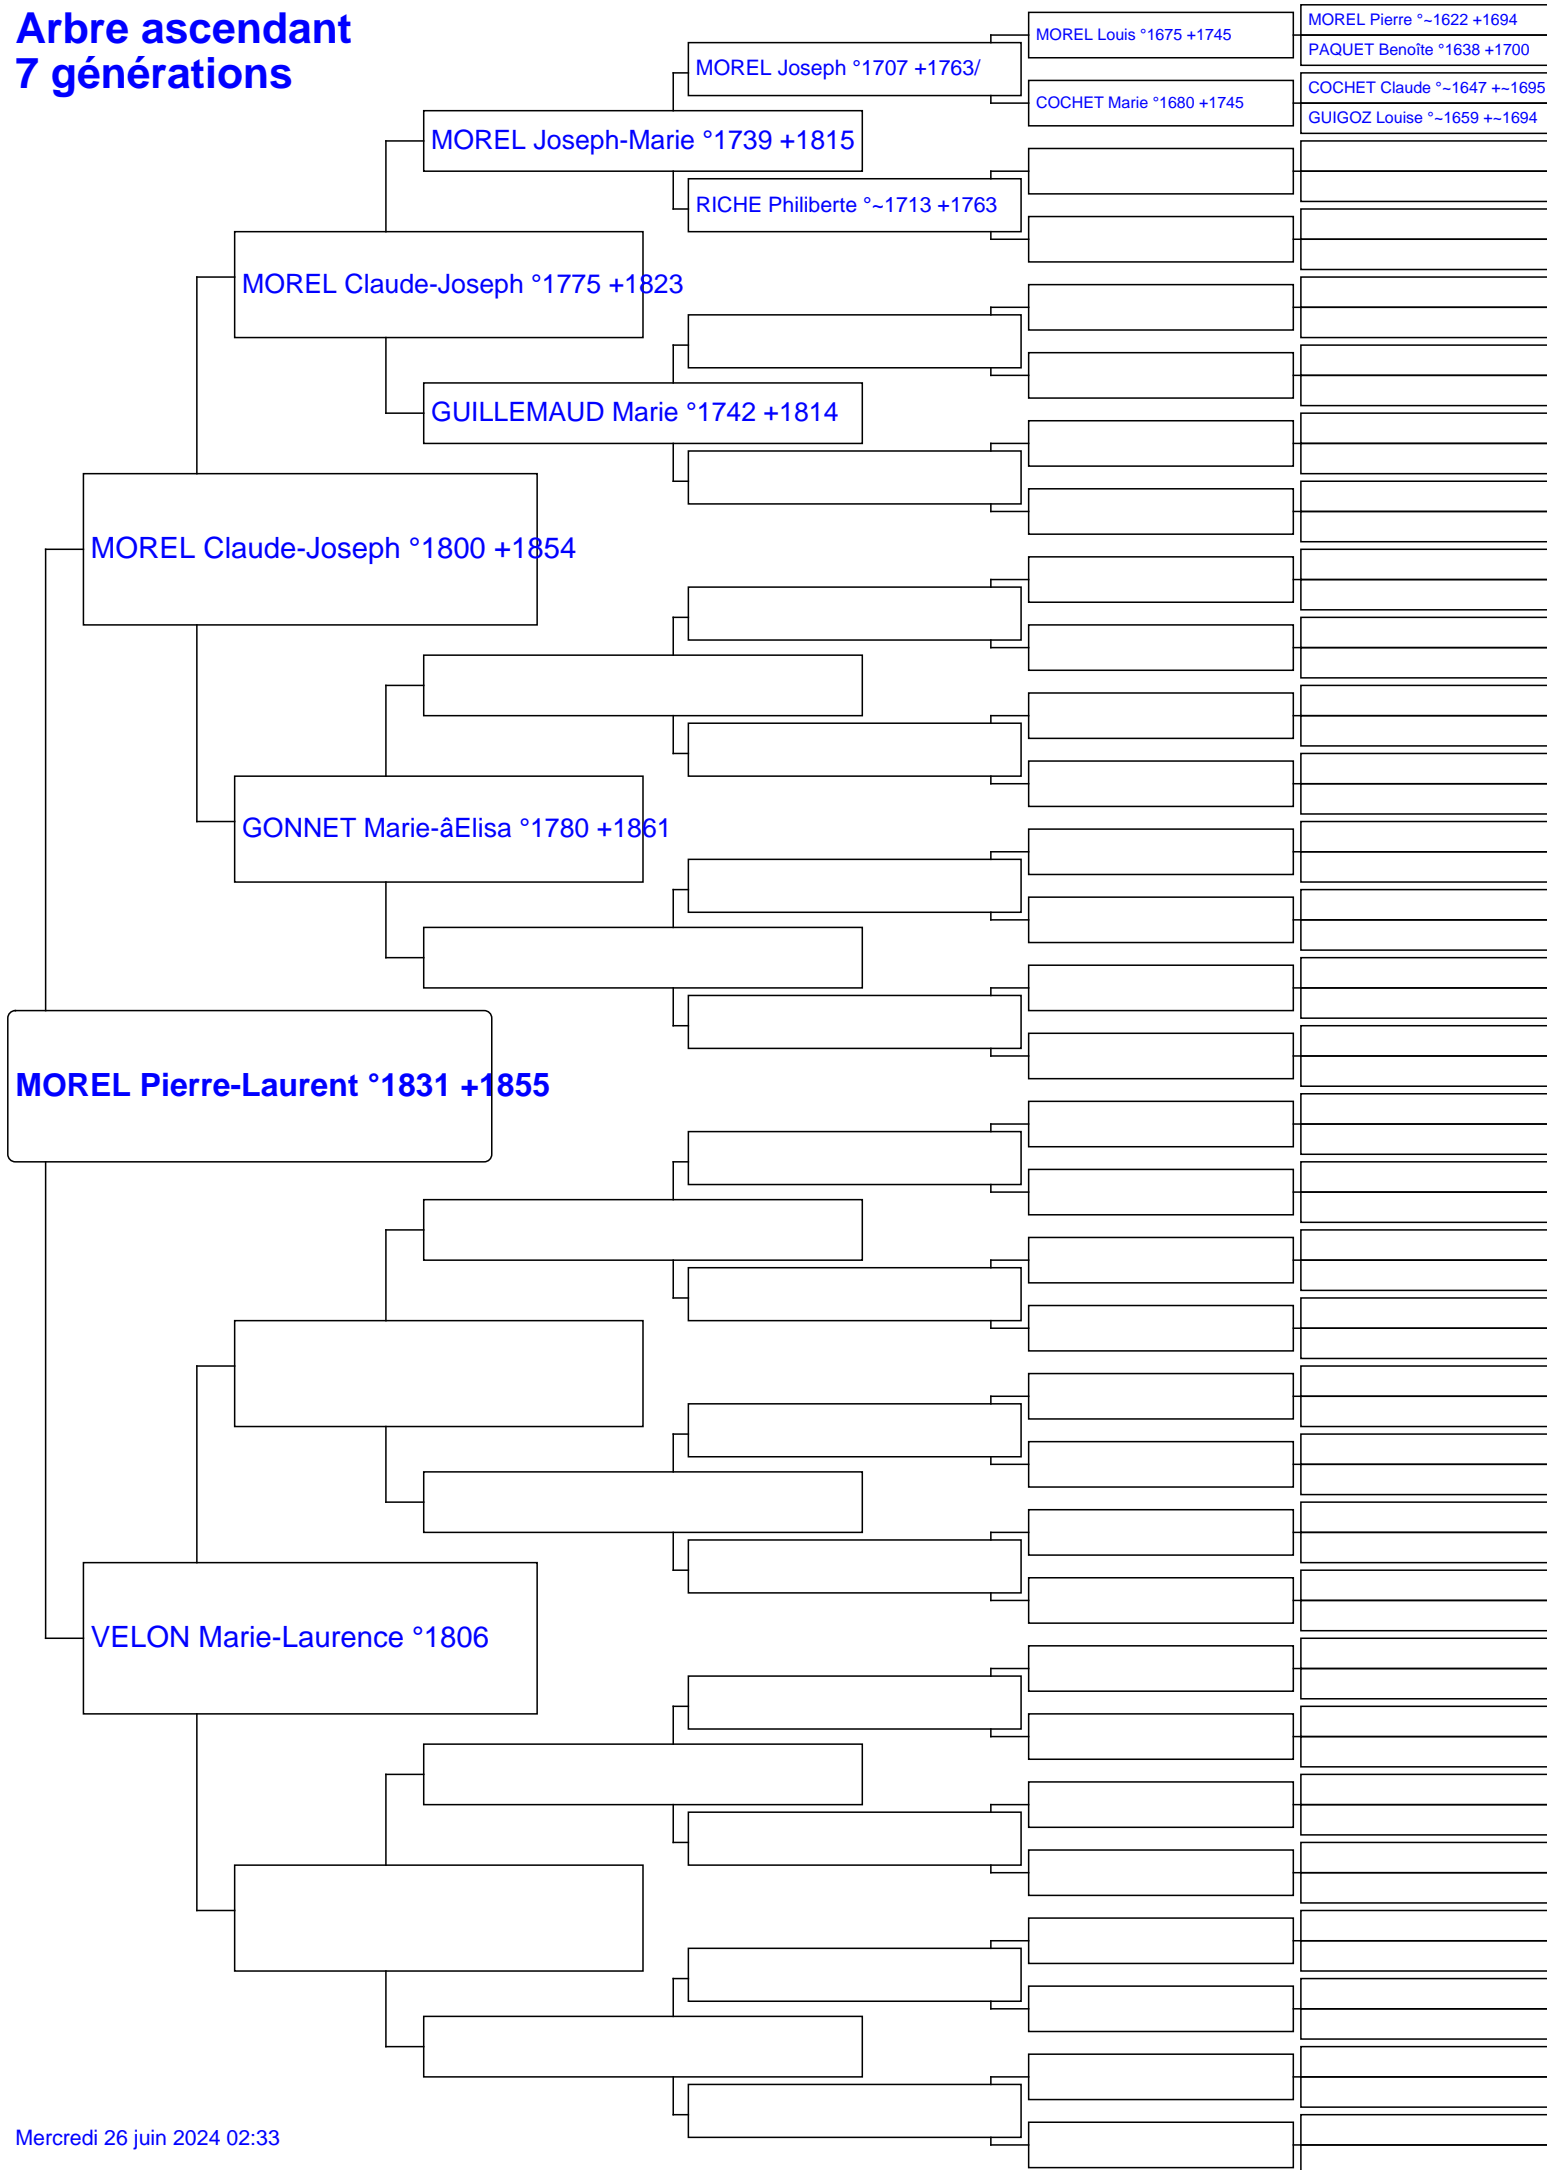 Arbre ascendant
7 générations
MOREL Pierre °~1622 +1694
MOREL Louis °1675 +1745
PAQUET Benoîte °1638 +1700
MOREL Joseph °1707 +1763/
COCHET Claude °~1647 +~1695
COCHET Marie °1680 +1745
GUIGOZ Louise °~1659 +~1694
MOREL Joseph-Marie °1739 +1815
RICHE Philiberte °~1713 +1763
MOREL Claude-Joseph °1775 +1823
GUILLEMAUD Marie °1742 +1814
MOREL Claude-Joseph °1800 +1854
GONNET Marie-âElisa °1780 +1861
MOREL Pierre-Laurent °1831 +1855
VELON Marie-Laurence °1806
Mercredi 26 juin 2024 02:33